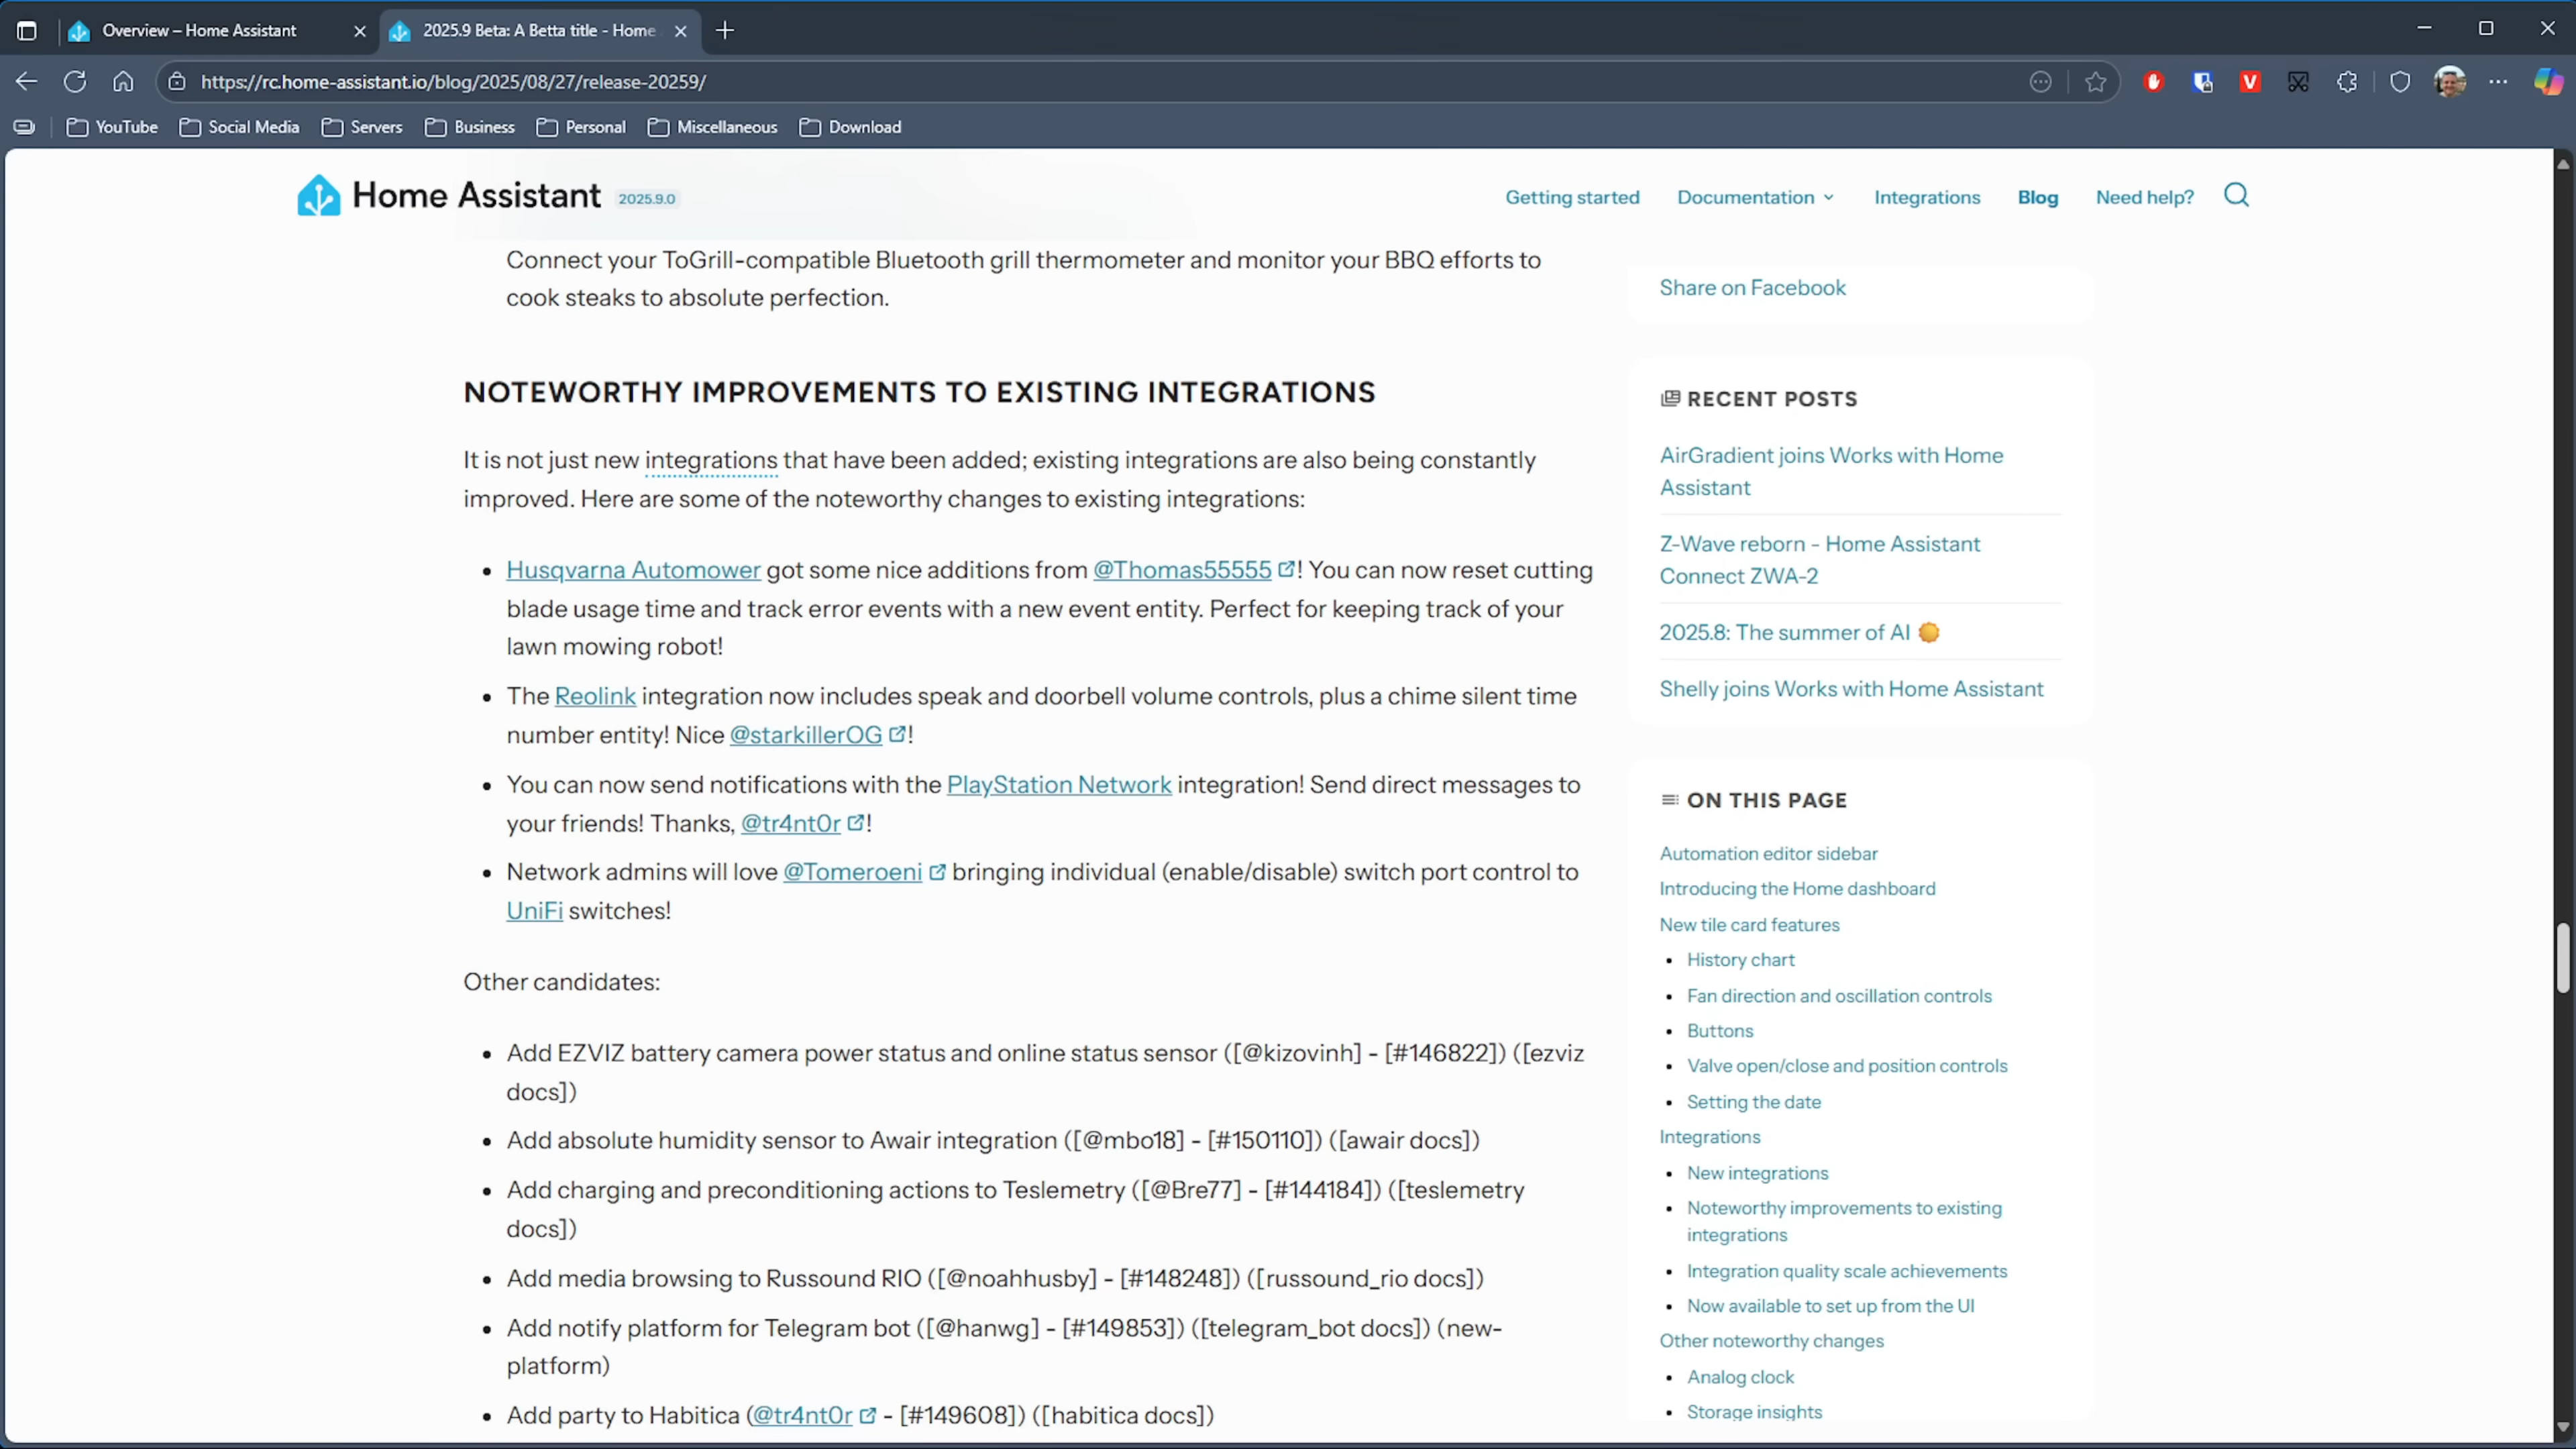 Overview – Home Assistant
2025.9 Beta: A Betta title - Home
https://rc.home-assistant.io/blog/2025/08/27/release-20259/
YouTube
Social Media
Servers
Business
Personal
Miscellaneous
Download
Home Assistant 2025.9.0
Getting started
Documentation
Integrations
Blog
Need help?
Connect your ToGrill-compatible Bluetooth grill thermometer and monitor your BBQ efforts to
cook steaks to absolute perfection.
NOTEWORTHY IMPROVEMENTS TO EXISTING INTEGRATIONS
It is not just new integrations that have been added; existing integrations are also being constantly
improved. Here are some of the noteworthy changes to existing integrations:
• Husqvarna Automower got some nice additions from @Thomas55555! You can now reset cutting
blade usage time and track error events with a new event entity. Perfect for keeping track of your
lawn mowing robot!
• The Reolink integration now includes speak and doorbell volume controls, plus a chime silent time
number entity! Nice @starkillerOG!
• You can now send notifications with the PlayStation Network integration! Send direct messages to
your friends! Thanks, @tr4nt0r!
• Network admins will love @Tomeroeni bringing individual (enable/disable) switch port control to
UniFi switches!
Other candidates:
• Add EZVIZ battery camera power status and online status sensor ([@kizovinh] - [#146822]) ([ezviz
docs])
• Add absolute humidity sensor to Awair integration ([@mbo18] - [#150110]) ([awair docs])
• Add charging and preconditioning actions to Teslemetry ([@Bre77] - [#144184]) ([teslemetry
docs])
• Add media browsing to Russound RIO ([@noahhusby] - [#148248]) ([russound_rio docs])
• Add notify platform for Telegram bot ([@hanwg] - [#149853]) ([telegram_bot docs]) (new-
platform)
• Add party to Habitica (@tr4nt0r - [#149608]) ([habitica docs])
Share on Facebook
RECENT POSTS
AirGradient joins Works with Home
Assistant
Z-Wave reborn - Home Assistant
Connect ZWA-2
2025.8: The summer of AI
Shelly joins Works with Home Assistant
ON THIS PAGE
Automation editor sidebar
Introducing the Home dashboard
New tile card features
• History chart
• Fan direction and oscillation controls
• Buttons
• Valve open/close and position controls
• Setting the date
Integrations
• New integrations
• Noteworthy improvements to existing
integrations
• Integration quality scale achievements
• Now available to set up from the UI
Other noteworthy changes
• Analog clock
• Storage insights